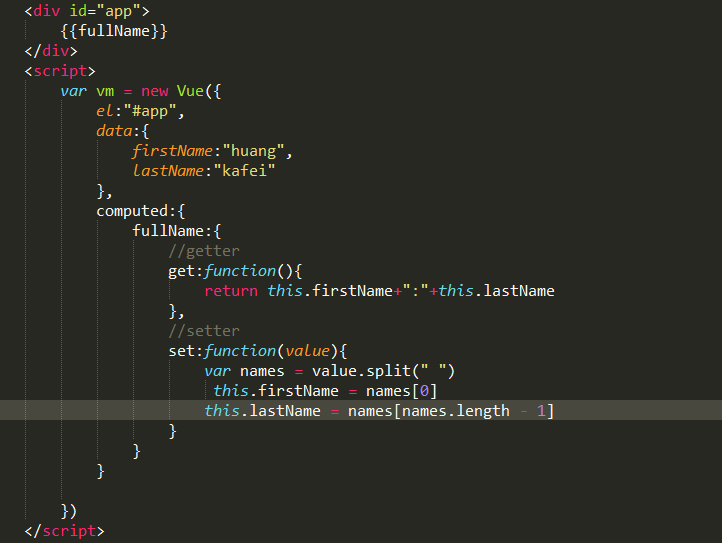 <div id="app">
    {{fullName}}
</div>
<script>
    var vm = new Vue({
        el:"#app",
        data:{
            firstName:"huang",
            lastName:"kafei"
        },
        computed:{
            fullName:{
                //getter
                get:function(){
                    return this.firstName+":"+this.lastName
                },
                //setter
                set:function(value){
                    var names = value.split(" ")
                     this.firstName = names[0]
                    this.lastName = names[names.length - 1]
                }
            }
        }

    })
</script>